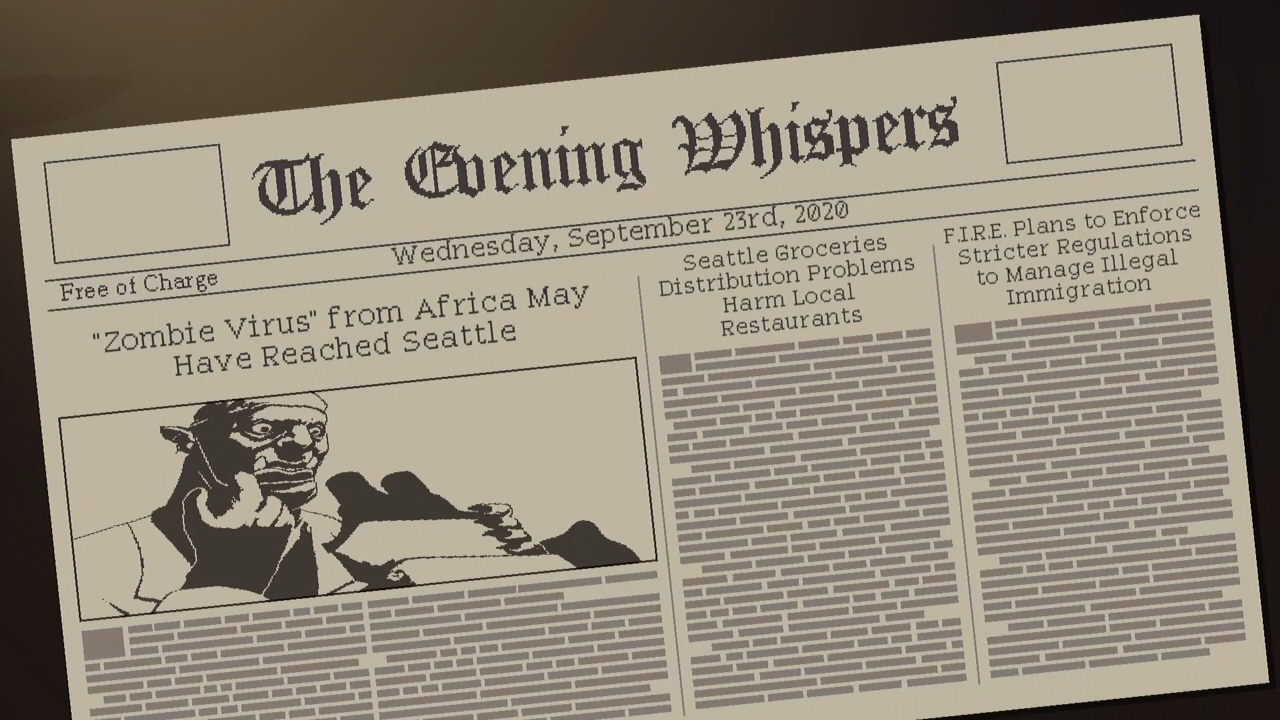 The Evening Whispers
Wednesday, September 23rd, 2020
Free of Charge
"Zombie Virus" from Africa May
Have Reached Seattle
Seattle Groceries
Distribution Problems
Harm Local
Restaurants
F.I.R.E. Plans to Enforce
Stricter Regulations
to Manage Illegal
Immigration